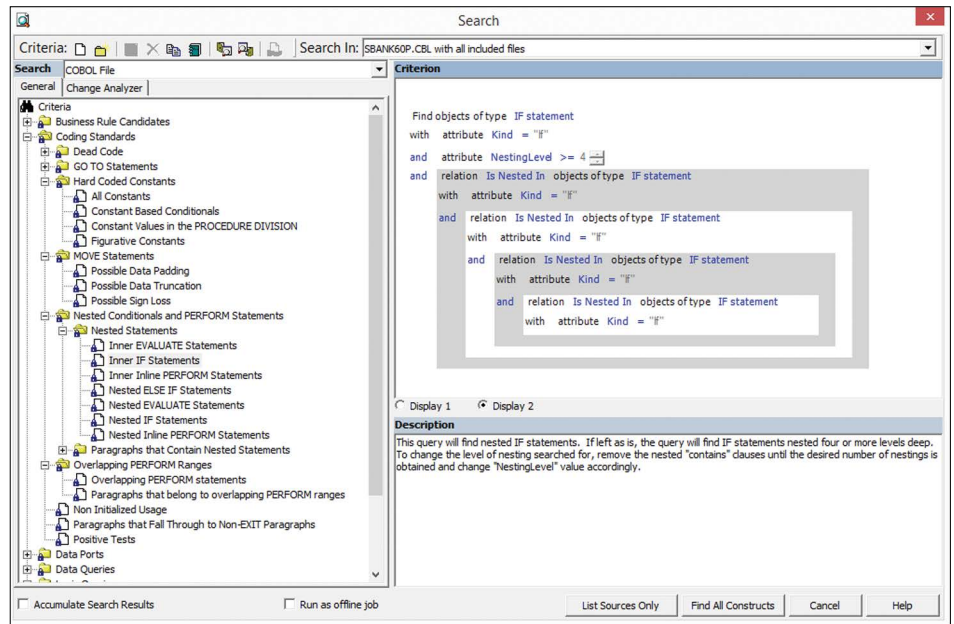 Search
Criteria:
Search In: SBANK60P.CBL with all included files
Search COBOL File
General Change Analyzer
Criteria
Business Rule Candidates
Coding Standards
Dead Code
GO TO Statements
Hard Coded Constants
All Constants
Constant Based Conditionals
Constant Values in the PROCEDURE DIVISION
Figurative Constants
MOVE Statements
Possible Data Padding
Possible Data Truncation
Possible Sign Loss
Nested Conditionals and PERFORM Statements
Nested Statements
Inner EVALUATE Statements
Inner IF Statements
Inner Inline PERFORM Statements
Nested ELSE IF Statements
Nested EVALUATE Statements
Nested IF Statements
Nested Inline PERFORM Statements
Paragraphs that Contain Nested Statements
Overlapping PERFORM Ranges
Overlapping PERFORM statements
Paragraphs that belong to overlapping PERFORM ranges
Non Initialized Usage
Paragraphs that Fall Through to Non-EXIT Paragraphs
Positive Tests
Data Ports
Data Queries
Criterion
Find objects of type IF statement
with attribute Kind = "If"
and attribute NestingLevel >= 4
and relation Is Nested In objects of type IF statement
with attribute Kind = "If"
and relation Is Nested In objects of type IF statement
with attribute Kind = "If"
and relation Is Nested In objects of type IF statement
with attribute Kind = "If"
and relation Is Nested In objects of type IF statement
with attribute Kind = "If"
Display 1 Display 2
Description
This query will find nested IF statements. If left as is, the query will find IF statements nested four or more levels deep.
To change the level of nesting searched for, remove the nested "contains" clauses until the desired number of nestings is
obtained and change "NestingLevel" value accordingly.
Accumulate Search Results
Run as offline job
List Sources Only
Find All Constructs
Cancel
Help